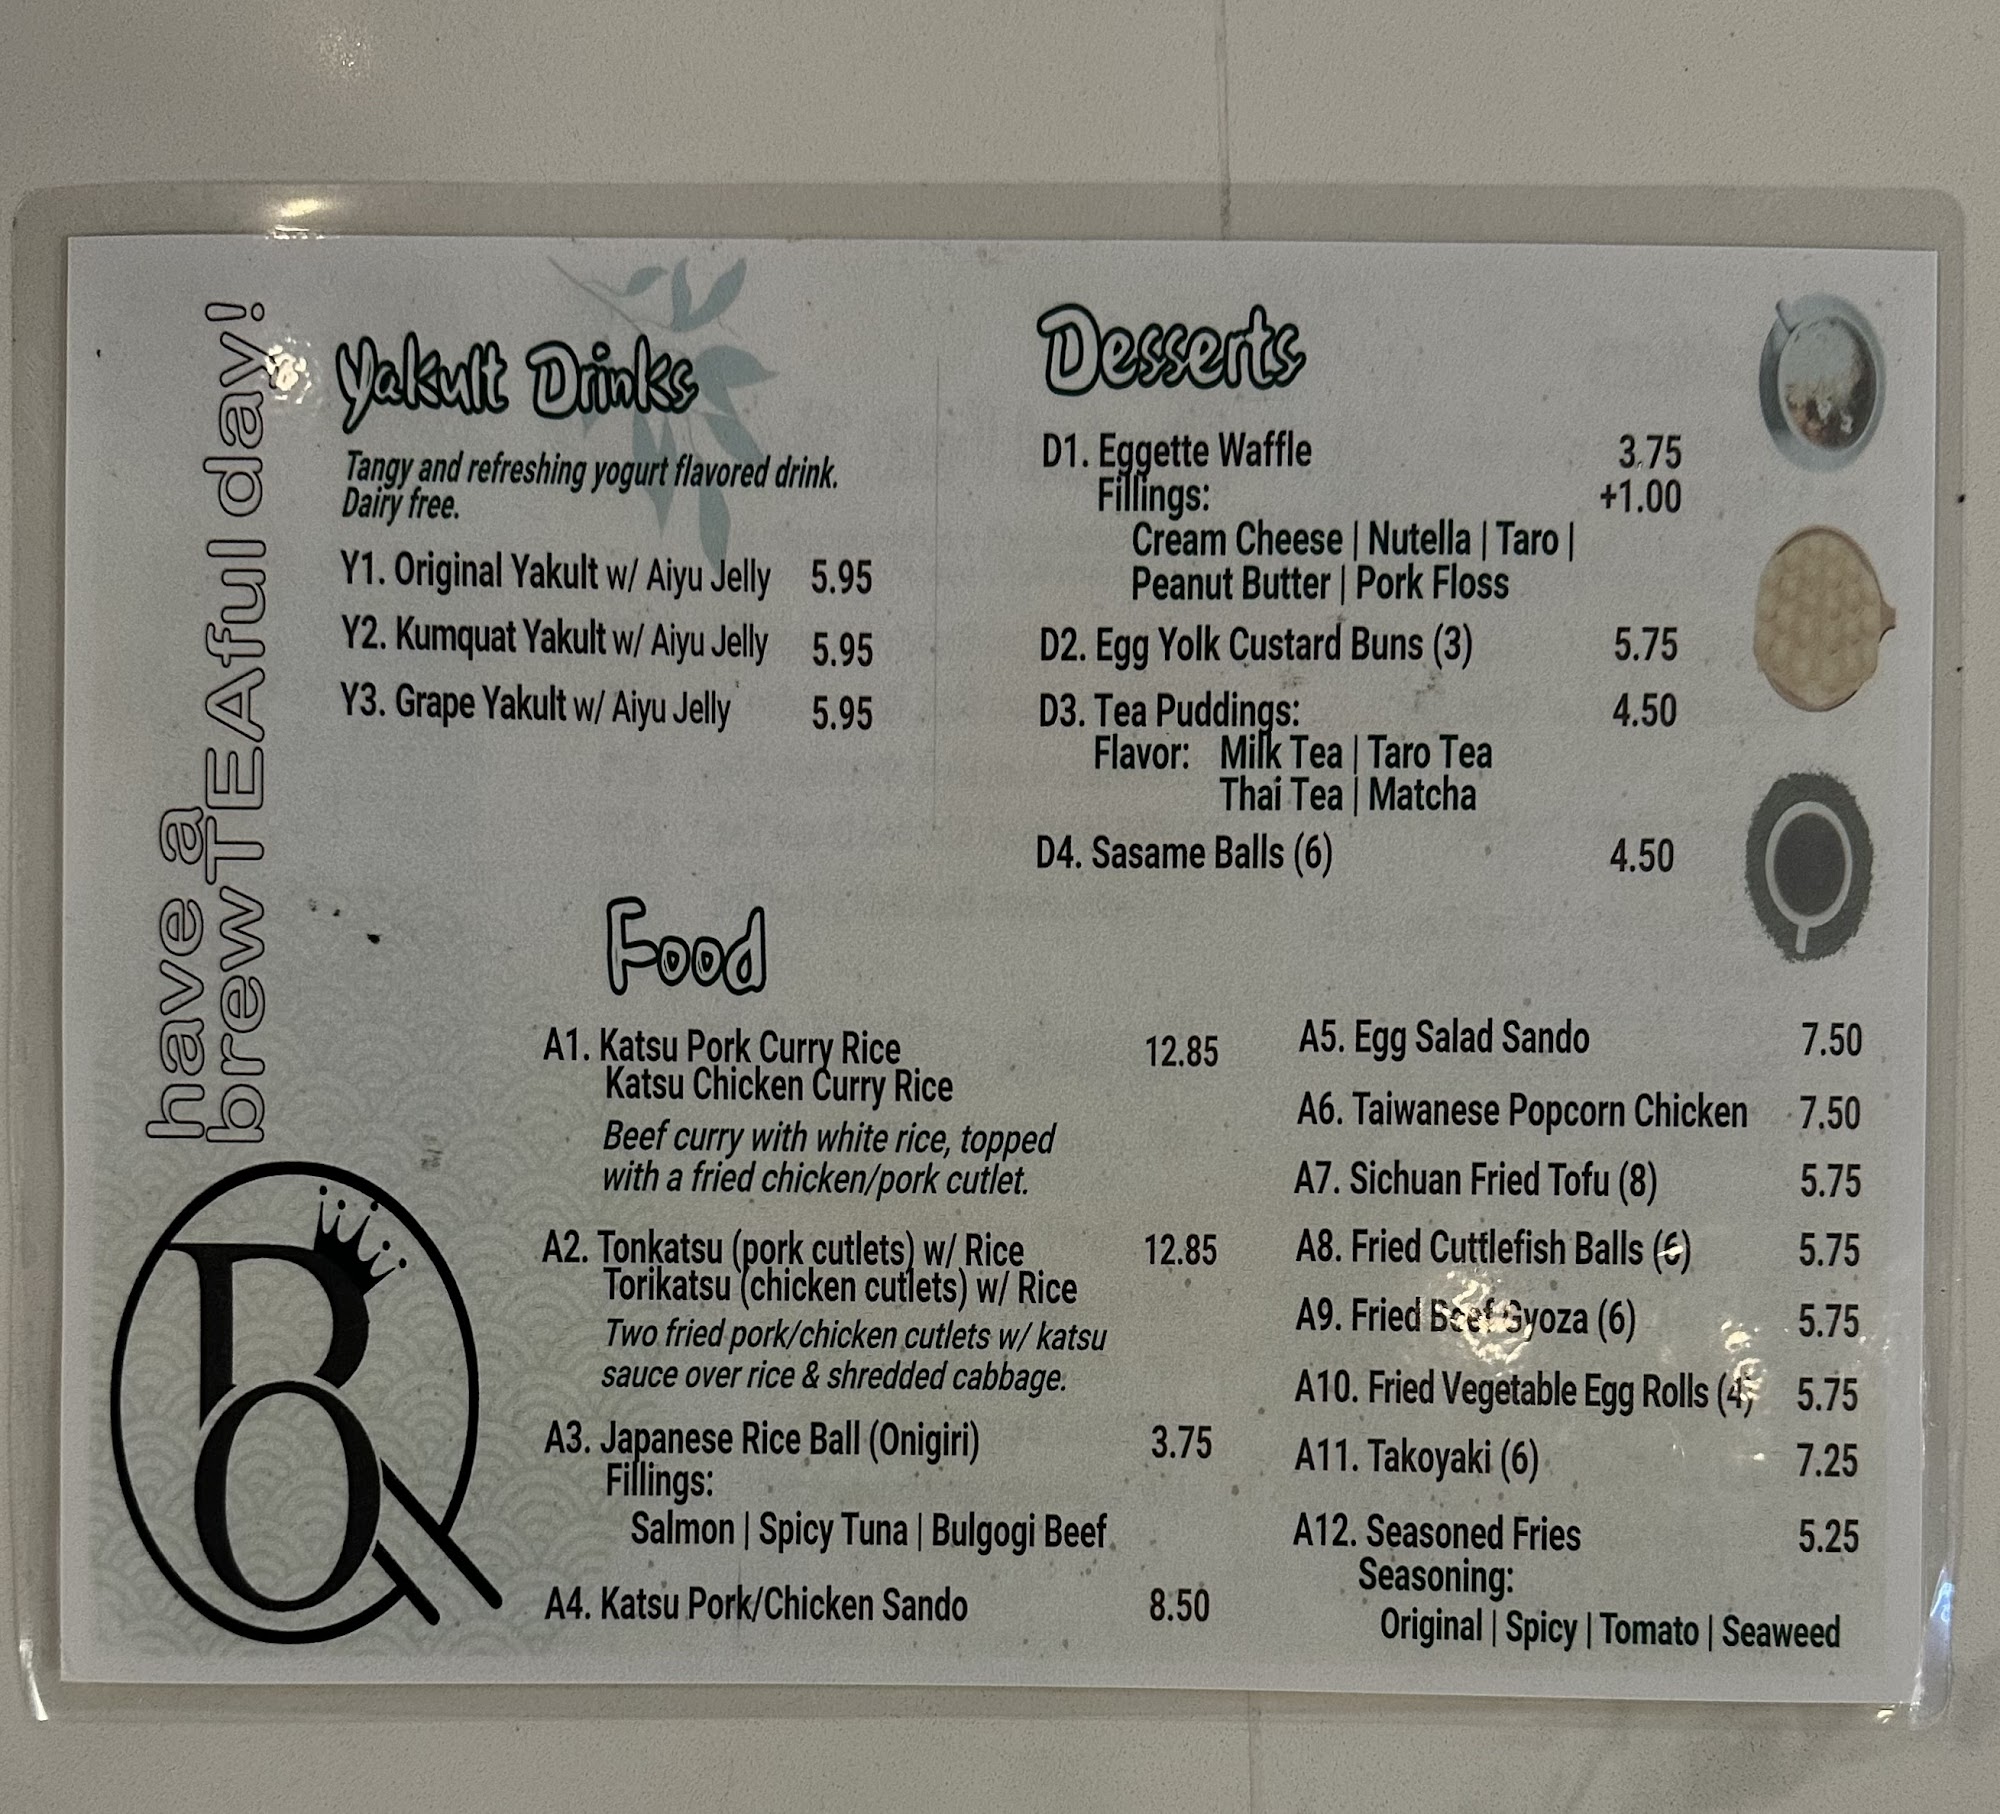 have a
brewTEAful day!
Yakult Drinks
Tangy and refreshing yogurt flavored drink.
Dairy free.
Y1. Original Yakult w/ Aiyu Jelly 5.95
Y2. Kumquat Yakult w/ Aiyu Jelly 5.95
Y3. Grape Yakult w/ Aiyu Jelly 5.95
Desserts
D1. Eggette Waffle 3.75
Fillings: +1.00
Cream Cheese | Nutella | Taro |
Peanut Butter | Pork Floss
D2. Egg Yolk Custard Buns (3) 5.75
D3. Tea Puddings: 4.50
Flavor: Milk Tea | Taro Tea
Thai Tea | Matcha
D4. Sasame Balls (6) 4.50
Food
A1. Katsu Pork Curry Rice 12.85
Katsu Chicken Curry Rice
Beef curry with white rice, topped
with a fried chicken/pork cutlet.
A2. Tonkatsu (pork cutlets) w/ Rice 12.85
Torikatsu (chicken cutlets) w/ Rice
Two fried pork/chicken cutlets w/ katsu
sauce over rice & shredded cabbage.
A3. Japanese Rice Ball (Onigiri) 3.75
Fillings:
Salmon | Spicy Tuna | Bulgogi Beef
A4. Katsu Pork/Chicken Sando 8.50
A5. Egg Salad Sando 7.50
A6. Taiwanese Popcorn Chicken 7.50
A7. Sichuan Fried Tofu (8) 5.75
A8. Fried Cuttlefish Balls (6) 5.75
A9. Fried Beef Gyoza (6) 5.75
A10. Fried Vegetable Egg Rolls (4) 5.75
A11. Takoyaki (6) 7.25
A12. Seasoned Fries 5.25
Seasoning:
Original | Spicy | Tomato | Seaweed